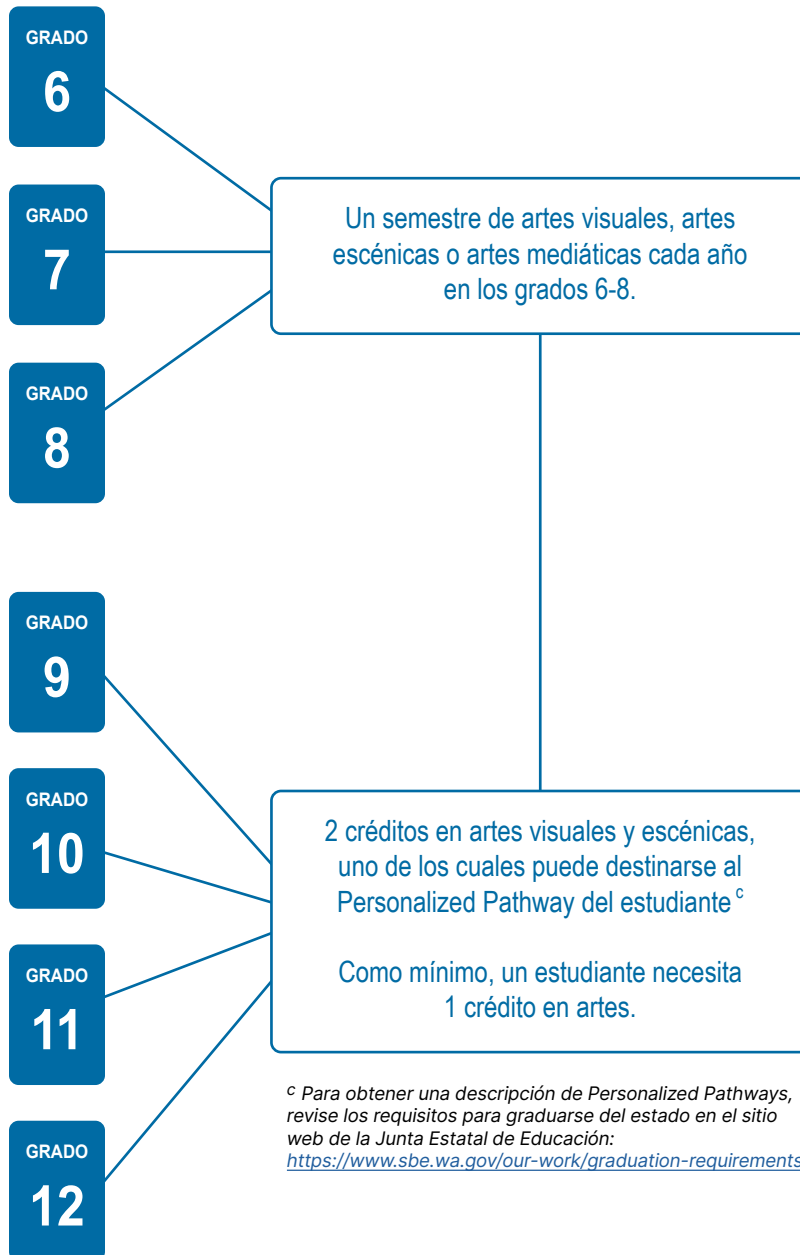 GRADO
6
GRADO
7
GRADO
8
Un semestre de artes visuales, artes
escénicas o artes mediáticas cada año
en los grados 6-8.
GRADO
9
GRADO
10
GRADO
11
GRADO
12
2 créditos en artes visuales y escénicas,
uno de los cuales puede destinarse al
Personalized Pathway del estudiante c
Como mínimo, un estudiante necesita
1 crédito en artes.
c Para obtener una descripción de Personalized Pathways,
revise los requisitos para graduarse del estado en el sitio
web de la Junta Estatal de Educación:
https://www.sbe.wa.gov/our-work/graduation-requirements